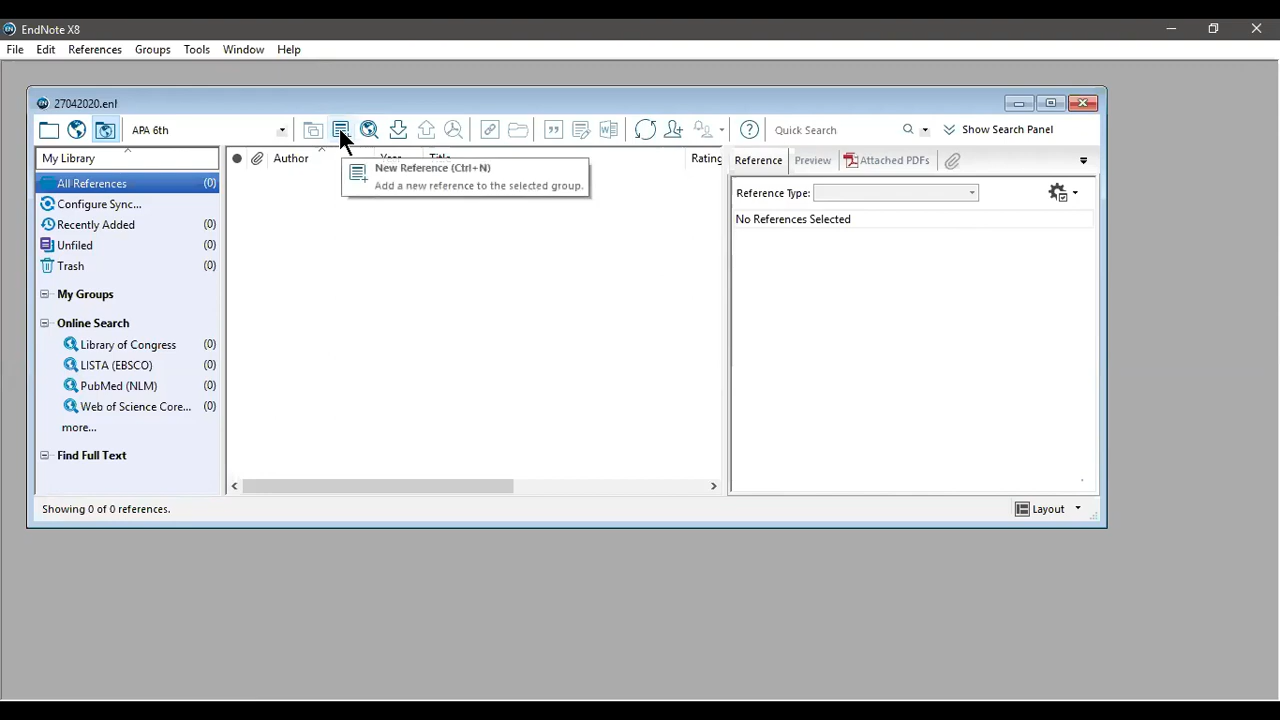 EndNote X8
File Edit References Groups Tools Window Help
27042020.enl
APA 6th
Quick Search
Show Search Panel
My Library
Author
Rating
New Reference (Ctrl+N)
Add a new reference to the selected group.
Reference Preview Attached PDFs
All References (0)
Configure Sync...
Recently Added (0)
Unfiled (0)
Trash (0)
My Groups
Online Search
Library of Congress (0)
LISTA (EBSCO) (0)
PubMed (NLM) (0)
Web of Science Core... (0)
more...
Find Full Text
Reference Type:
No References Selected
Showing 0 of 0 references.
Layout